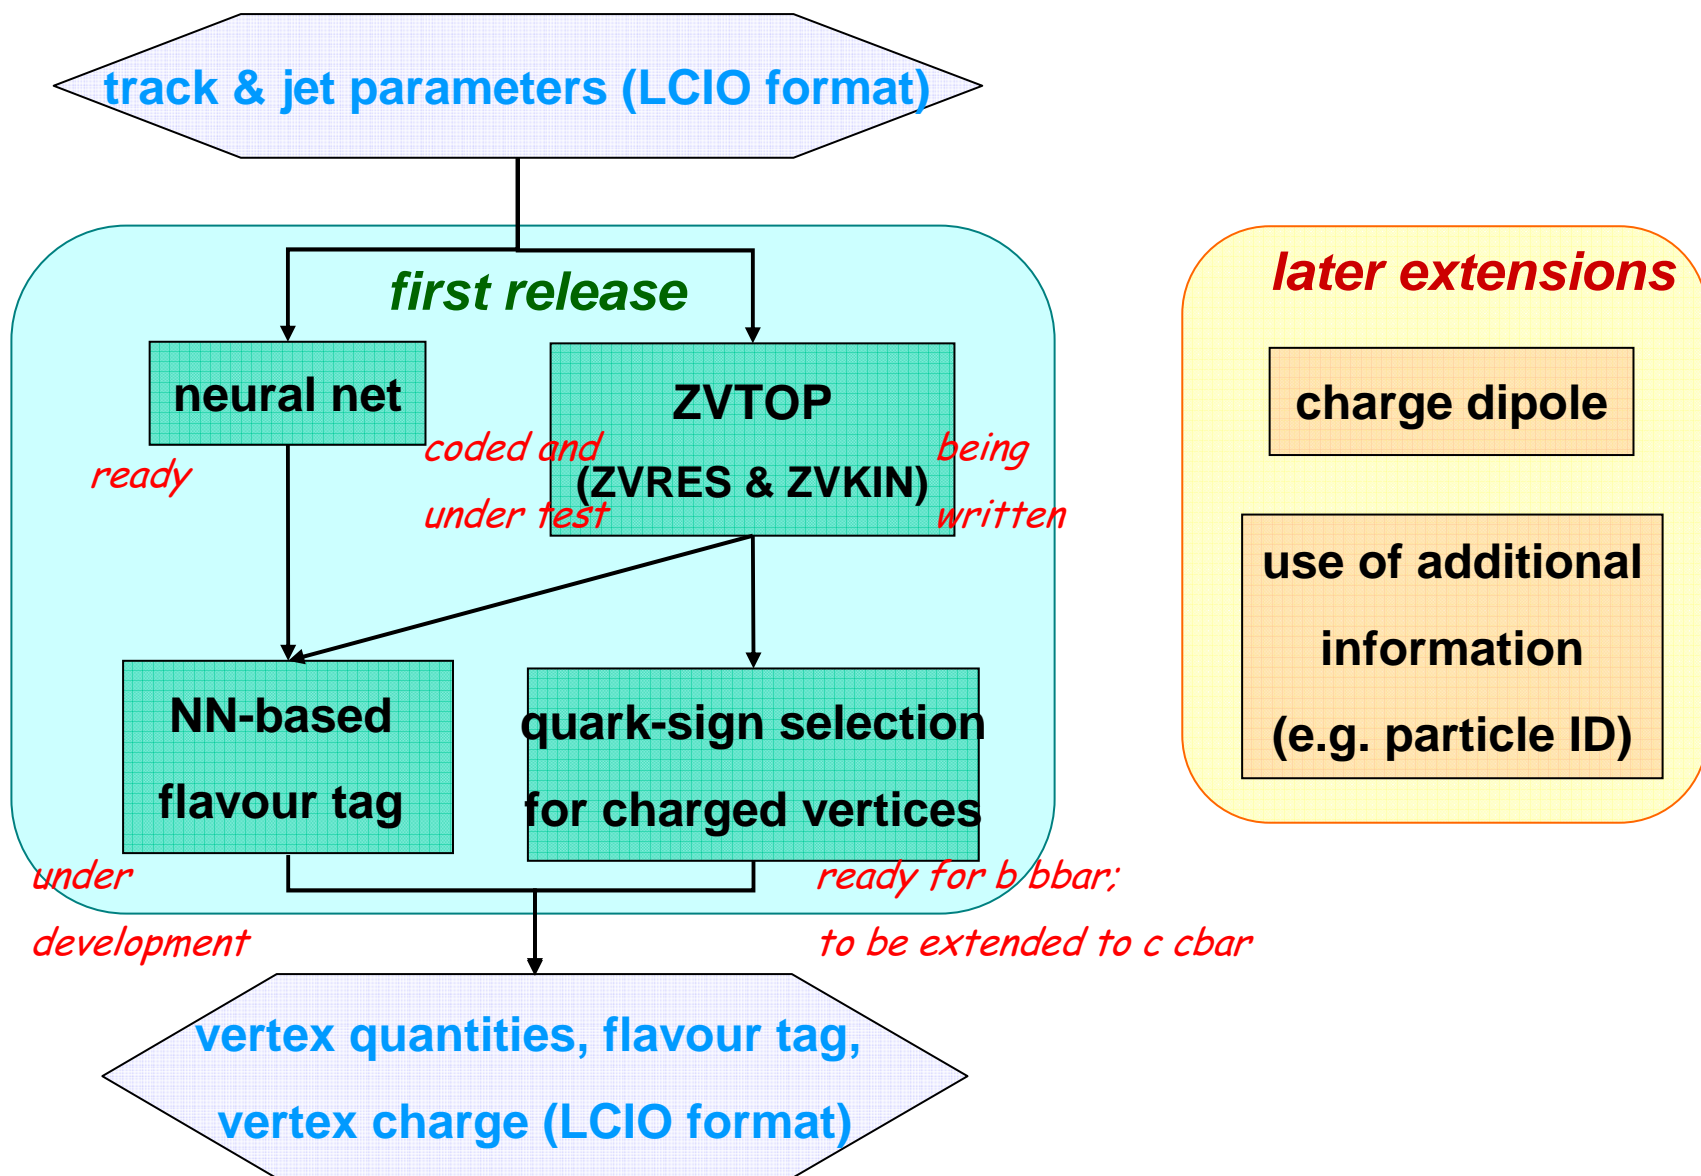 track & jet parameters (LCIO format)
first release
later extensions
neural net
ready
ZVTOP
(ZVRES & ZVKIN)
coded and
under test
being
written
charge dipole
use of additional
information
(e.g. particle ID)
NN-based
flavour tag
under
development
quark-sign selection
for charged vertices
ready for b bbar;
to be extended to c cbar
vertex quantities, flavour tag,
vertex charge (LCIO format)